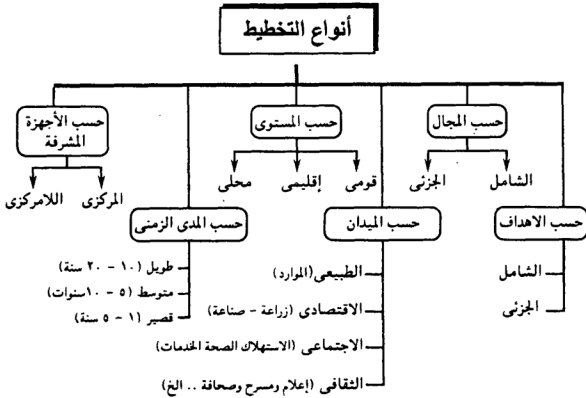 أنواع التخطيط
حسب المجال
الشامل
الجزئى
حسب المستوى
قومى
إقليمى
محلى
حسب الأجهزة
المشرفة
المركزى
اللامركزى
حسب الاهداف
الشامل
الجزئى
حسب الميدان
الطبيعى (الموارد)
الاقتصادى (زراعة - صناعة)
الاجتماعى (الاستهلاك الصحة الخدمات)
الثقافى (إعلام ومسرح وصحافة .. الخ)
حسب المدى الزمنى
طويل (١٠ - ٢٠ سنة)
متوسط (٥ - ١٠ سنوات)
قصير (١ - ٥ سنة)